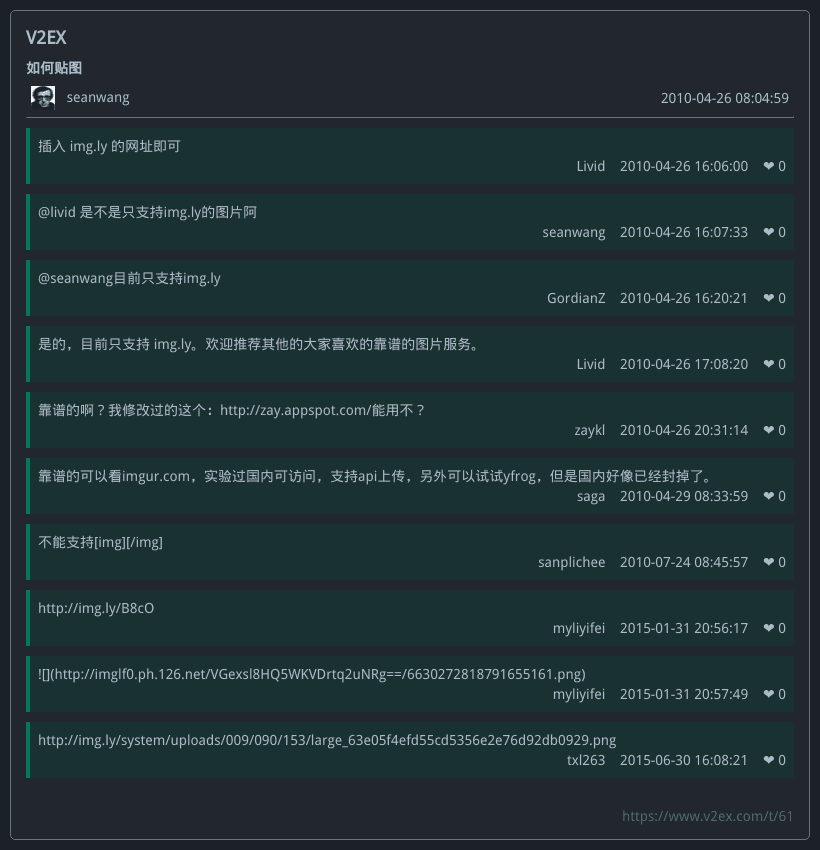 V2EX
如何贴图
seanwang 2010-04-26 08:04:59
插入 img.ly 的网址即可
Livid 2010-04-26 16:06:00 ❤ 0
@livid 是不是只支持img.ly的图片阿
seanwang 2010-04-26 16:07:33 ❤ 0
@seanwang目前只支持img.ly
GordianZ 2010-04-26 16:20:21 ❤ 0
是的，目前只支持 img.ly。欢迎推荐其他的大家喜欢的靠谱的图片服务。
Livid 2010-04-26 17:08:20 ❤ 0
靠谱的啊？我修改过的这个：http://zay.appspot.com/能用不？
zaykl 2010-04-26 20:31:14 ❤ 0
靠谱的可以看imgur.com，实验过国内可访问，支持api上传，另外可以试试yfrog，但是国内好像已经封掉了。
saga 2010-04-29 08:33:59 ❤ 0
不能支持[img][/img]
sanplichee 2010-07-24 08:45:57 ❤ 0
http://img.ly/B8cO
myliyifei 2015-01-31 20:56:17 ❤ 0
![](http://imglf0.ph.126.net/VGexsl8HQ5WKVDrtq2uNRg==/6630272818791655161.png)
myliyifei 2015-01-31 20:57:49 ❤ 0
http://img.ly/system/uploads/009/090/153/large_63e05f4efd55cd5356e2e76d92db0929.png
txl263 2015-06-30 16:08:21 ❤ 0
https://www.v2ex.com/t/61